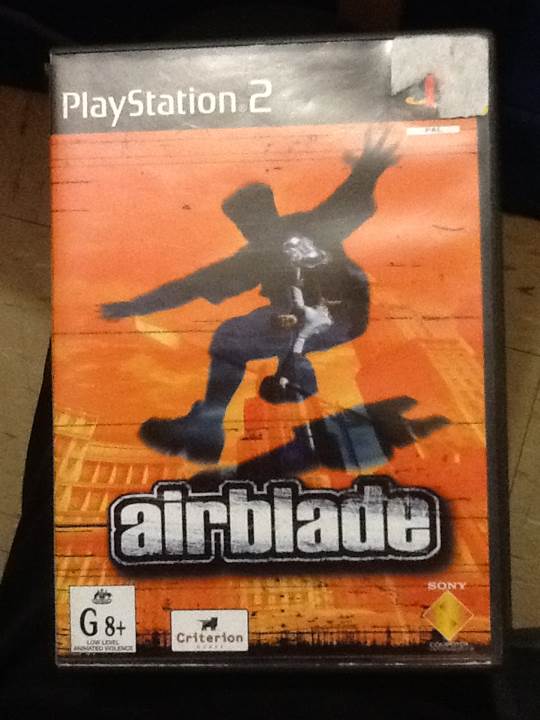 PlayStation 2
PAL
airblade
G 8+
LOW LEVEL
ANIMATED VIOLENCE
Criterion
SONY